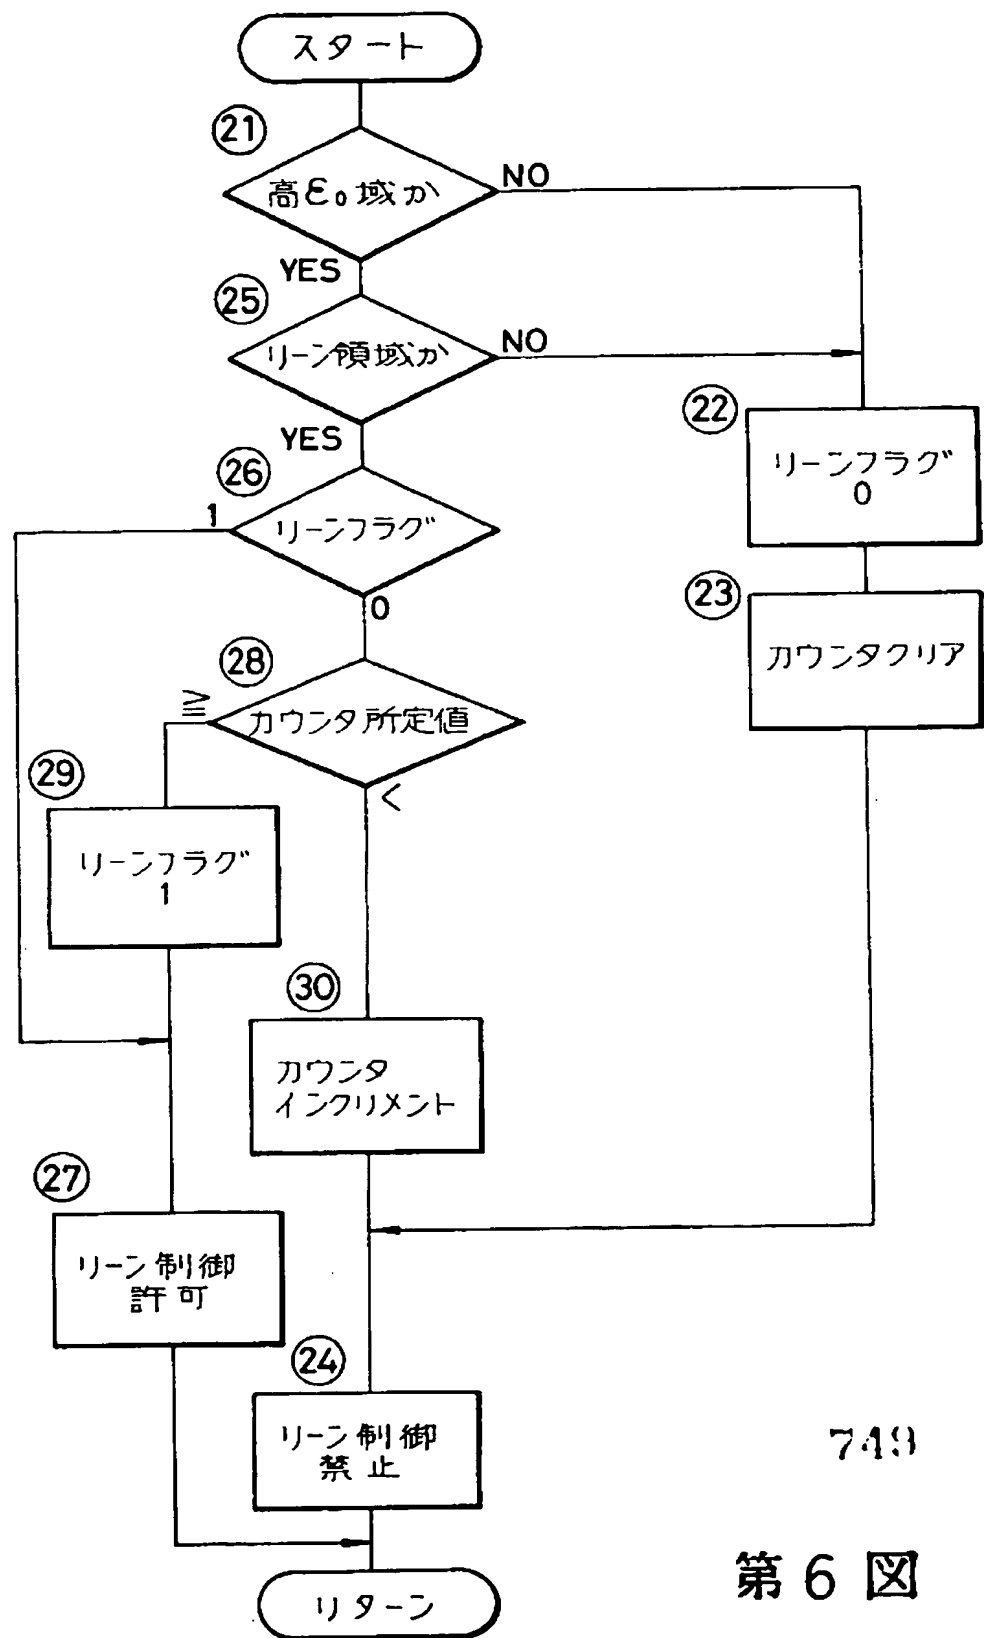 スタート
21
高ε₀域か
NO
YES
25
リーン領域か
NO
YES
22
リーンフラグ
0
26
リーンフラグ
1
0
23
カウンタクリア
28
カウンタ所定値
≧
<
29
リーンフラグ
1
30
カウンタ
インクリメント
27
リーン制御
許可
24
リーン制御
禁止
749
リターン
第6図